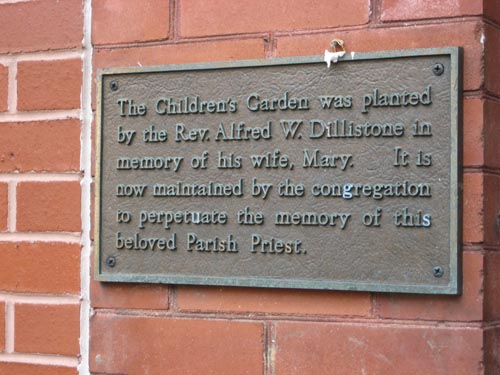 The Children's Garden was planted
by the Rev. Alfred W. Dillistone in
memory of his wife, Mary. It is
now maintained by the congregation
to perpetuate the memory of this
beloved Parish Priest.